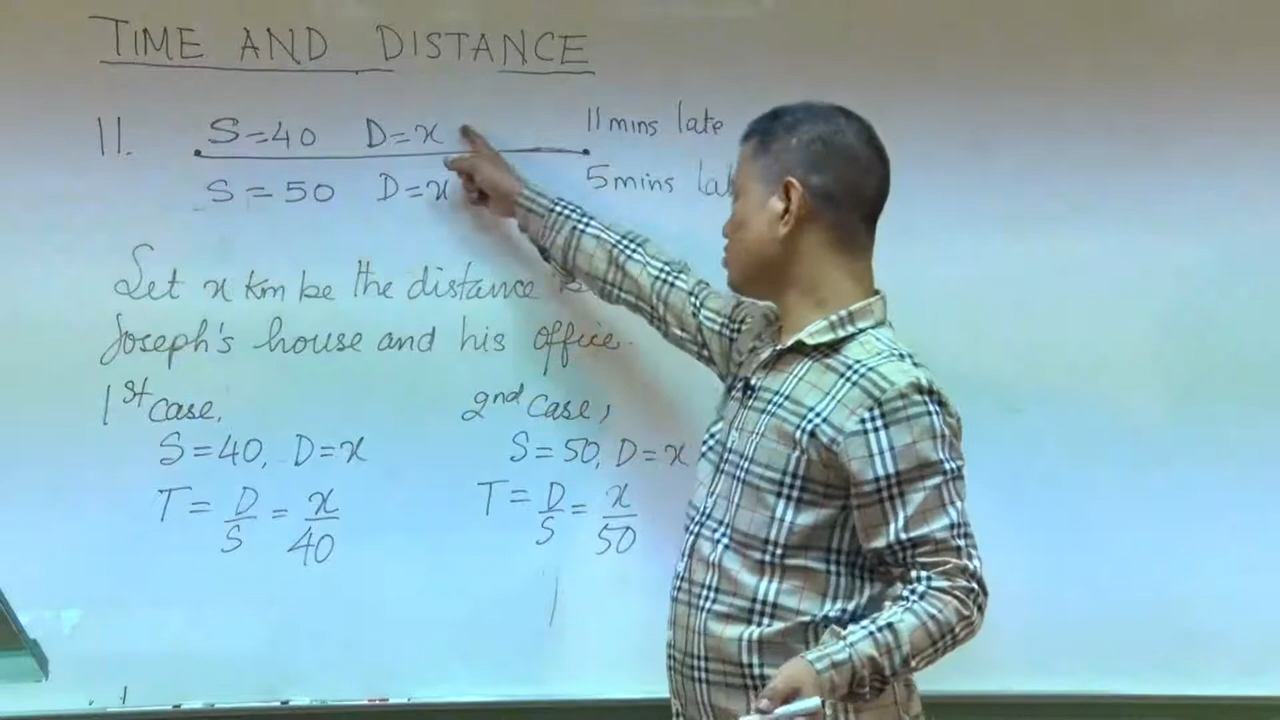 TIME AND DISTANCE
11. S=40 D=x 11 mins late
S=50 D=x 5 mins
Let x km be the distance
Joseph's house and his office.
1st case, 2nd case,
S=40, D=x S=50, D=x
T = D/S = x/40 T = D/S = x/50